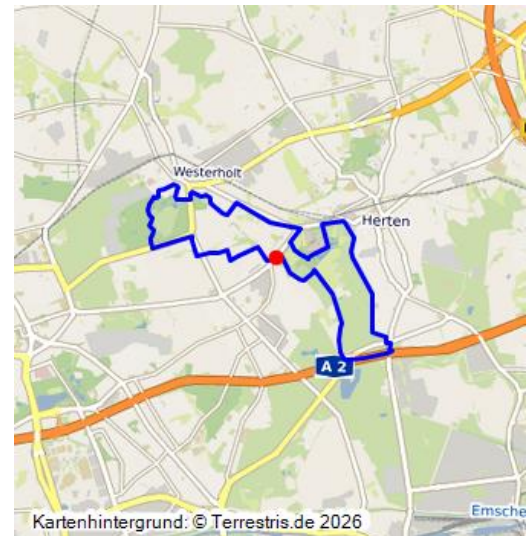 Westerholt
Herten
A 2
Emsche
Kartenhintergrund: © Terrestris.de 2026